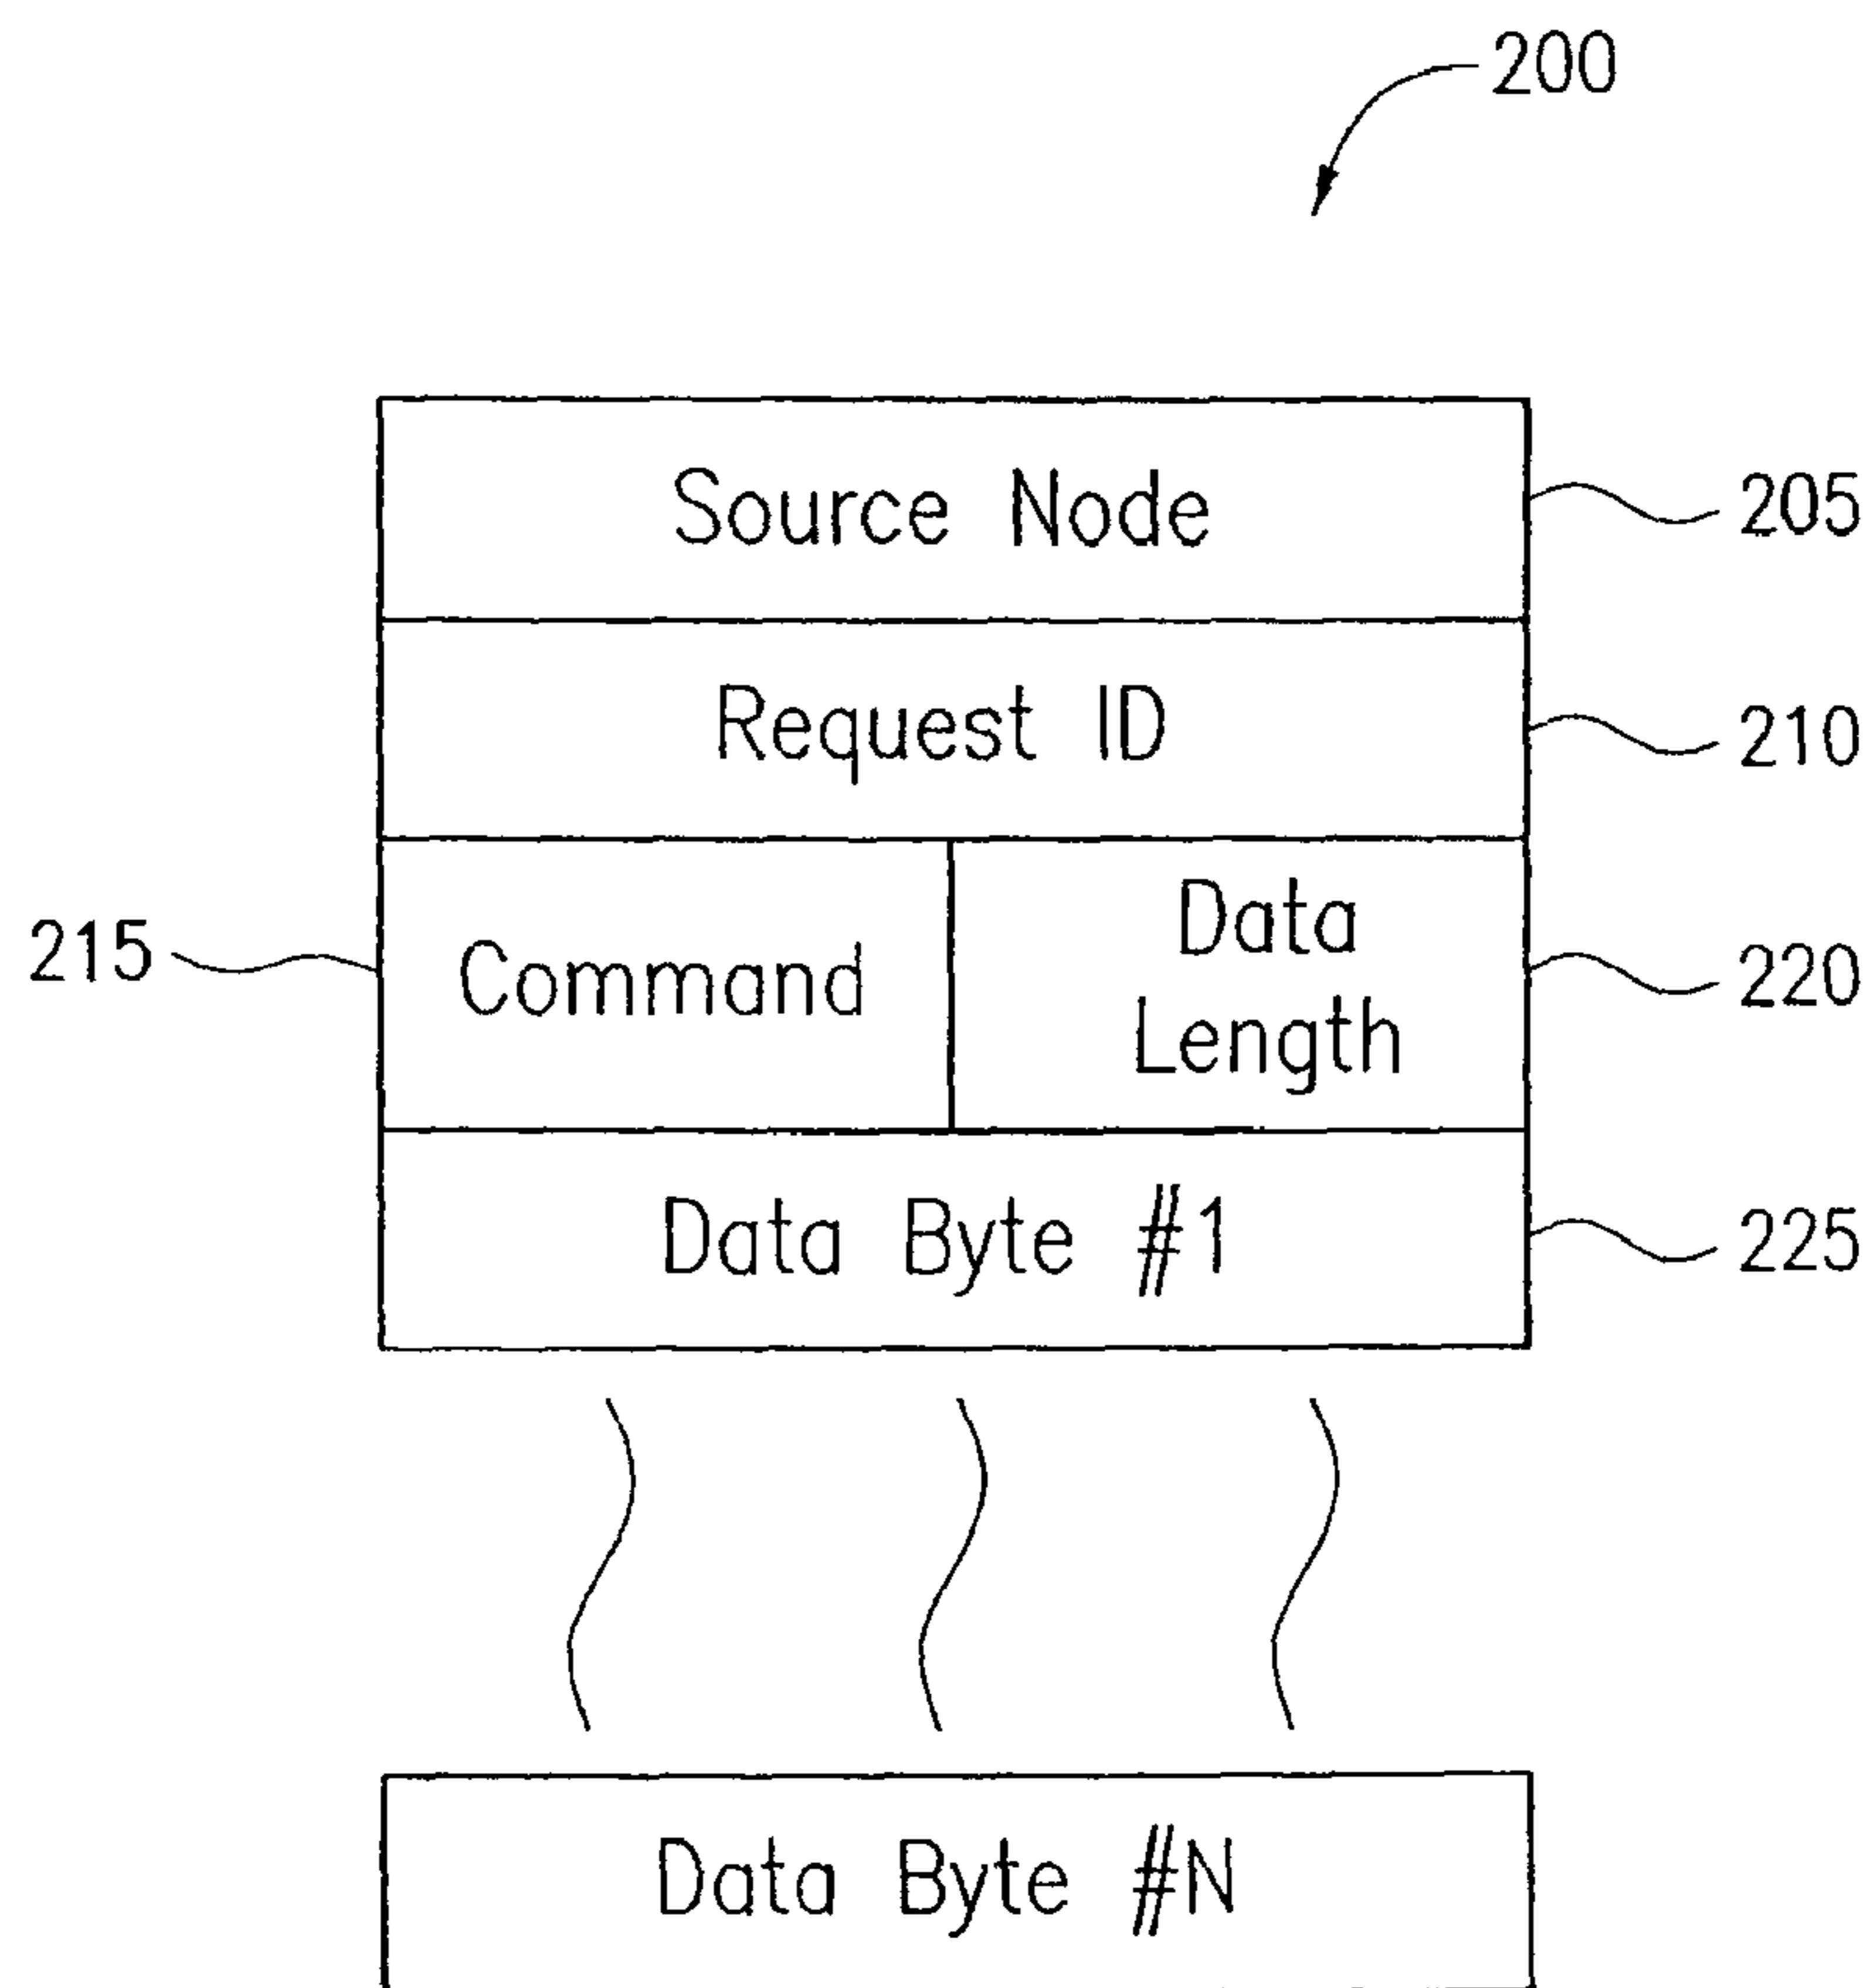 200
Source Node
205
Request ID
210
215
Command
Data
Length
220
Data Byte #1
225
Data Byte #N